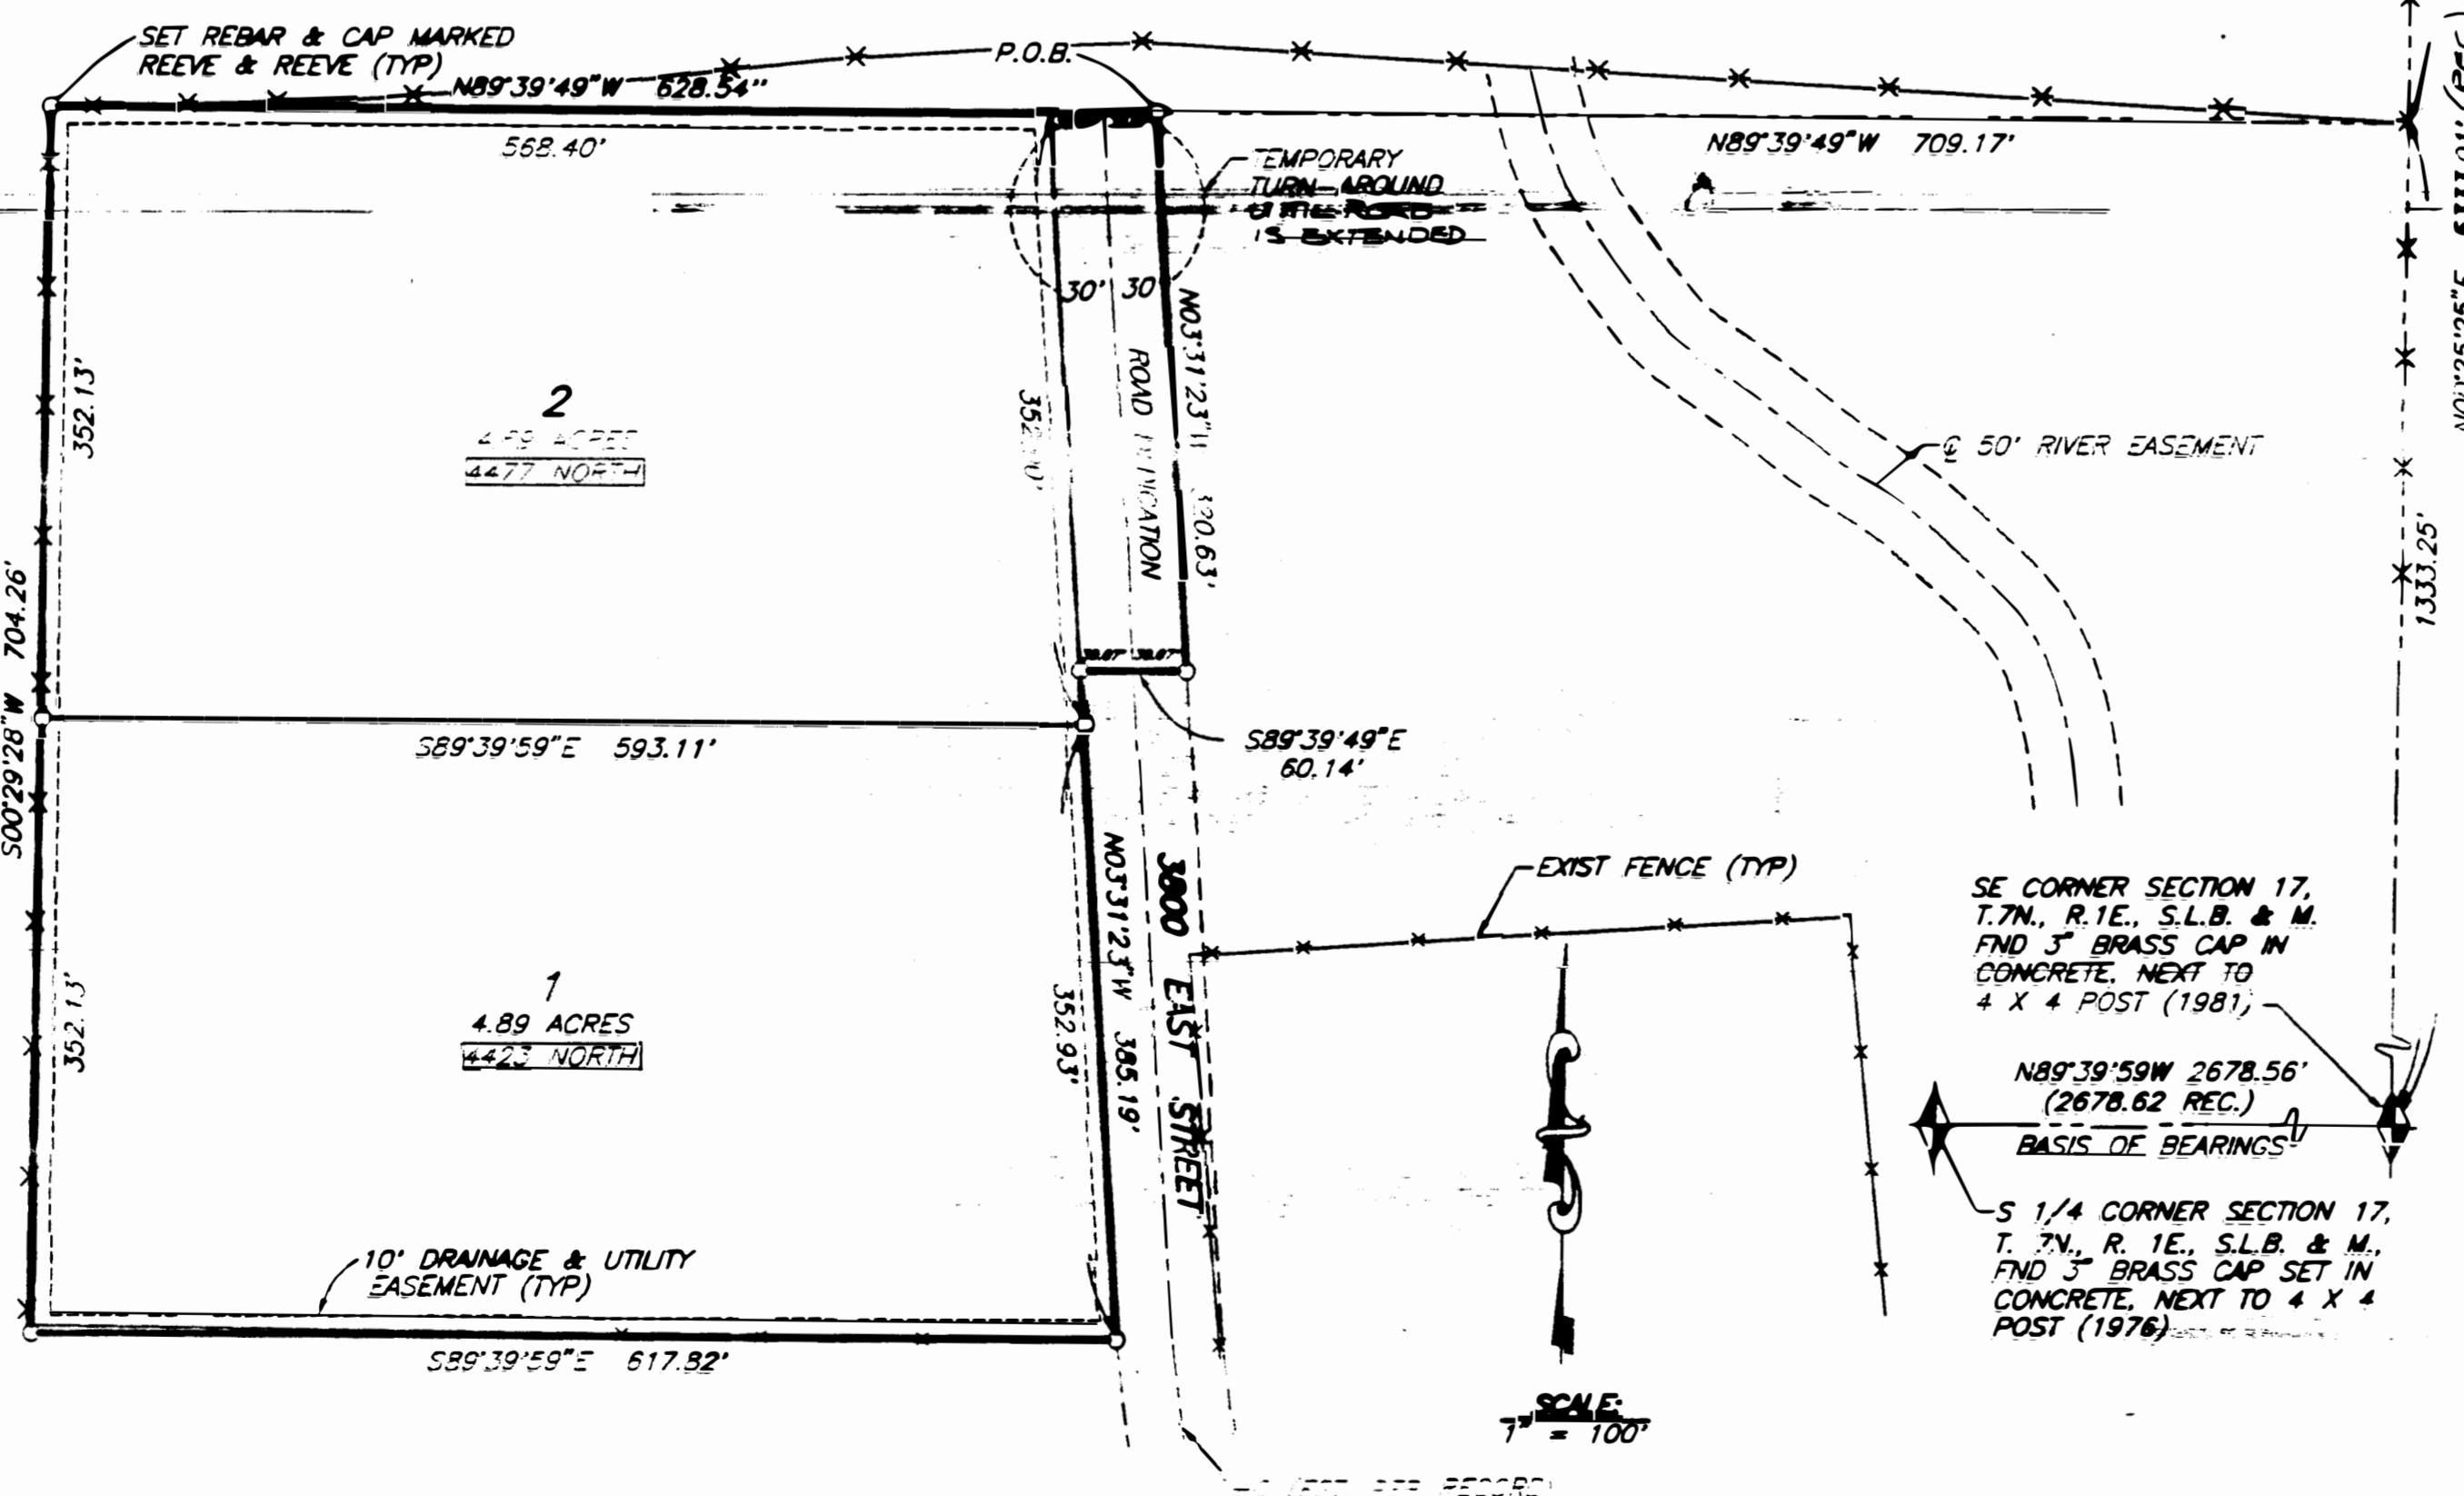 SET REBAR & CAP MARKED
REEVE & REEVE (TYP)
P.O.B.
N89°39'49"W 628.54"
568.40'
TEMPORARY
TURN-AROUND
ROAD
IS EXTENDED
N89°39'49"W 709.17'
30' 30'
352.13'
2
4.89 ACRES
4477 NORTH
ROAD
N03°31'23"
℄ 50' RIVER EASEMENT
1333.25'
S00°29'28"W 704.26'
S89°39'59"E 593.11'
S89°39'49"E
60.14'
N03°31'23"W 385.19'
3800 EAST STREET
EXIST FENCE (TYP)
352.13'
1
4.89 ACRES
4423 NORTH
352.93'
SE CORNER SECTION 17,
T.7N., R.1E., S.L.B. & M.
FND 3" BRASS CAP IN
CONCRETE, NEXT TO
4 X 4 POST (1981)
N89°39'59W 2678.56'
(2678.62 REC.)
BASIS OF BEARINGS
S 1/4 CORNER SECTION 17,
T. 7N., R. 1E., S.L.B. & M.,
FND 3" BRASS CAP SET IN
CONCRETE, NEXT TO 4 X 4
POST (1976)
10' DRAINAGE & UTILITY
EASEMENT (TYP)
S89°39'59"E 617.82'
SCALE:
1" = 100'